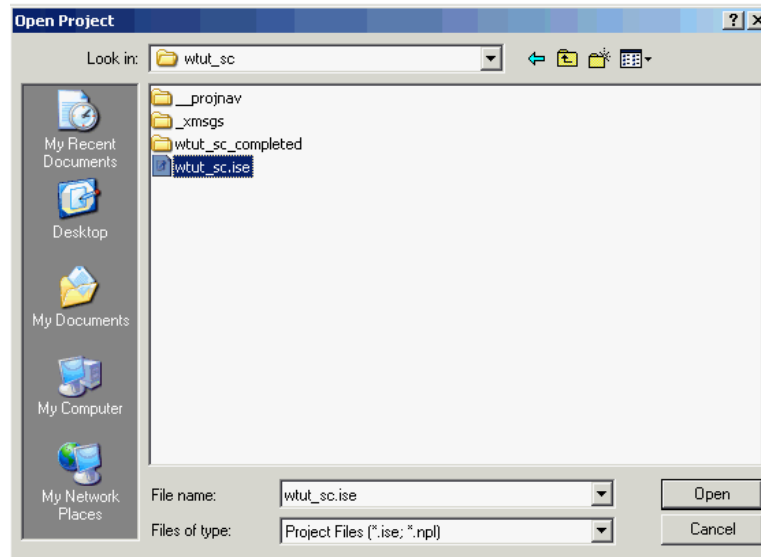 Open Project
Look in: wtut_sc
__projnav
_xmsgs
wtut_sc_completed
wtut_sc.ise
My Recent
Documents
Desktop
My Documents
My Computer
My Network
Places
File name: wtut_sc.ise Open
Files of type: Project Files (*.ise; *.npl) Cancel